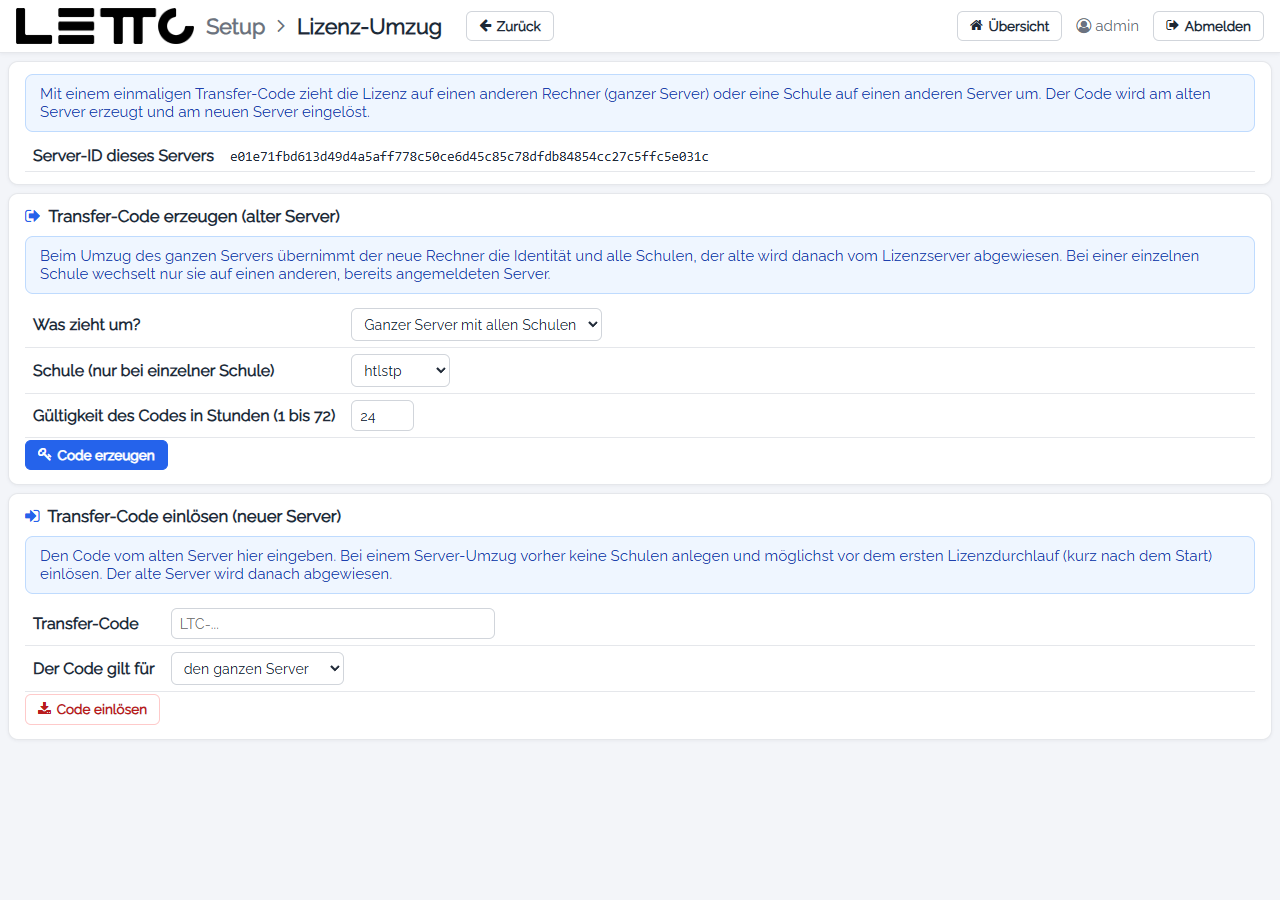 LETTO Setup > Lizenz-Umzug Zurück Übersicht admin Abmelden
Mit einem einmaligen Transfer-Code zieht die Lizenz auf einen anderen Rechner (ganzer Server) oder eine Schule auf einen anderen Server um. Der Code wird am alten
Server erzeugt und am neuen Server eingelöst.
Server-ID dieses Servers e01e71fbd613d49d4a5aff778c50ce6d45c85c78dfdb84854cc27c5ffc5e031c
Transfer-Code erzeugen (alter Server)
Beim Umzug des ganzen Servers übernimmt der neue Rechner die Identität und alle Schulen, der alte wird danach vom Lizenzserver abgewiesen. Bei einer einzelnen
Schule wechselt nur sie auf einen anderen, bereits angemeldeten Server.
Was zieht um? Ganzer Server mit allen Schulen
Schule (nur bei einzelner Schule) htlstp
Gültigkeit des Codes in Stunden (1 bis 72) 24
Code erzeugen
Transfer-Code einlösen (neuer Server)
Den Code vom alten Server hier eingeben. Bei einem Server-Umzug vorher keine Schulen anlegen und möglichst vor dem ersten Lizenzdurchlauf (kurz nach dem Start)
einlösen. Der alte Server wird danach abgewiesen.
Transfer-Code LTC-...
Der Code gilt für den ganzen Server
Code einlösen